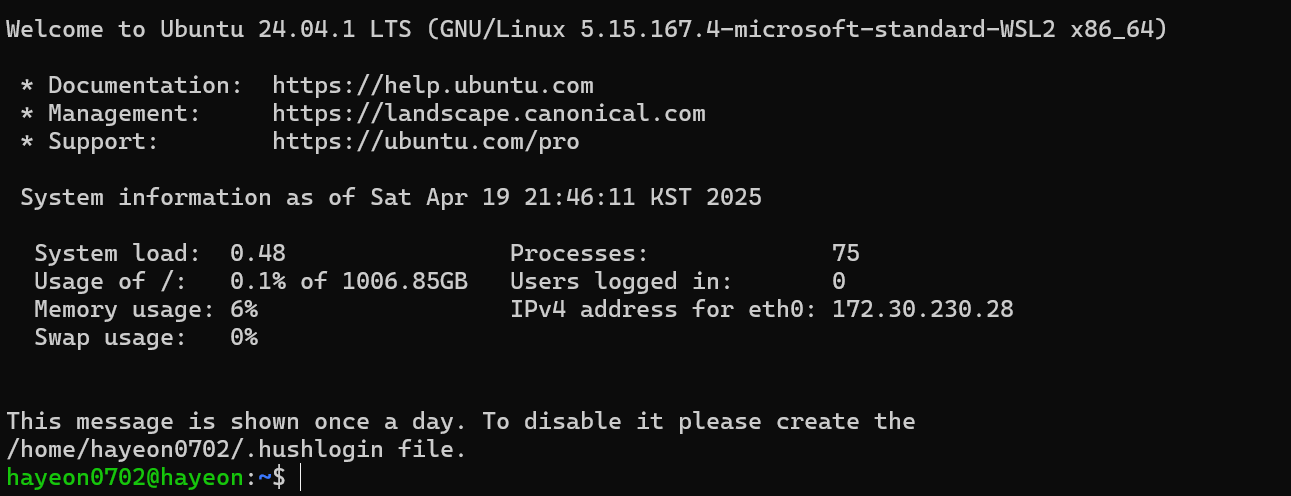 Welcome to Ubuntu 24.04.1 LTS (GNU/Linux 5.15.167.4-microsoft-standard-WSL2 x86_64)
* Documentation:  https://help.ubuntu.com
* Management:     https://landscape.canonical.com
* Support:        https://ubuntu.com/pro
System information as of Sat Apr 19 21:46:11 KST 2025
System load:  0.48                Processes:             75
Usage of /:   0.1% of 1006.85GB   Users logged in:       0
Memory usage: 6%                  IPv4 address for eth0: 172.30.230.28
Swap usage:   0%
This message is shown once a day. To disable it please create the
/home/hayeon0702/.hushlogin file.
hayeon0702@hayeon:~$